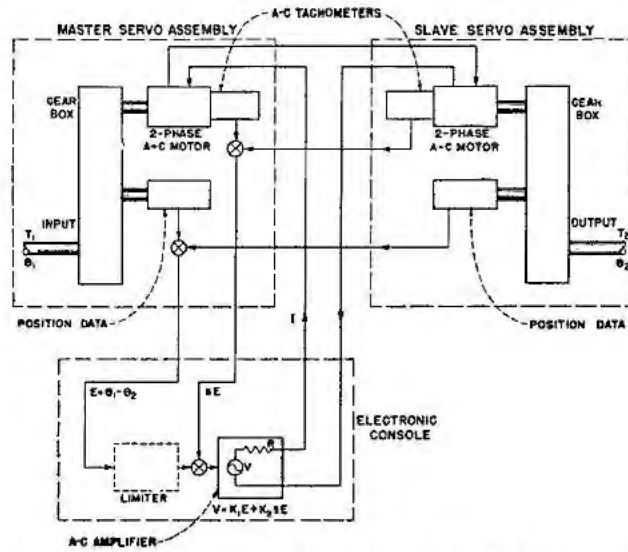 A-C TACHOMETERS
MASTER SERVO ASSEMBLY
SLAVE SERVO ASSEMBLY
GEAR
BOX
2-PHASE
A-C MOTOR
2-PHASE
A-C MOTOR
GEAR
BOX
INPUT
T₁
θ₁
OUTPUT
T₂
θ₂
POSITION DATA
I
POSITION DATA
E=θ₁-θ₂
sE
ELECTRONIC
CONSOLE
R
V
LIMITER
V=K₁E+K₂sE
A-C AMPLIFIER